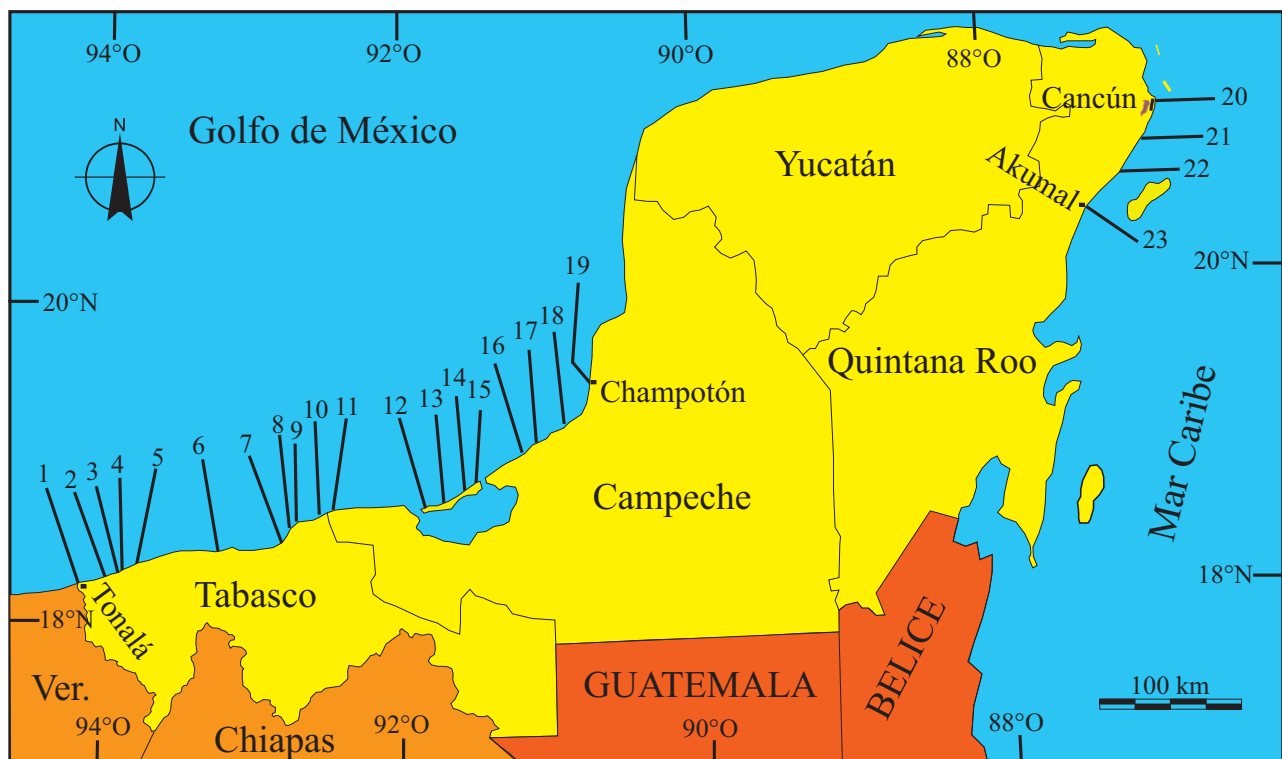 94°O
92°O
90°O
88°O
N
Golfo de México
Cancún
20
21
Yucatán
Akumal
22
23
20°N
19
20°N
18
17
16
Quintana Roo
Champotón
15
14
13
12
11
10
9
8
7
6
5
4
3
2
1
Mar Caribe
Campeche
18°N
Tabasco
Tonalá
18°N
BELICE
Ver.
GUATEMALA
100 km
94°O
Chiapas
92°O
90°O
88°O